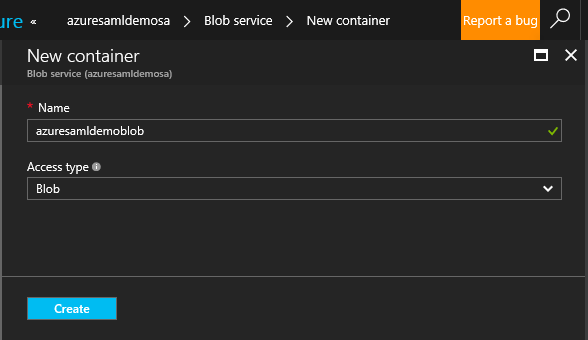 ure « azuresamldemosa > Blob service > New container Report a bug
New container
Blob service (azuresamldemosa)
* Name
azuresamldemoblob
Access type
Blob
Create